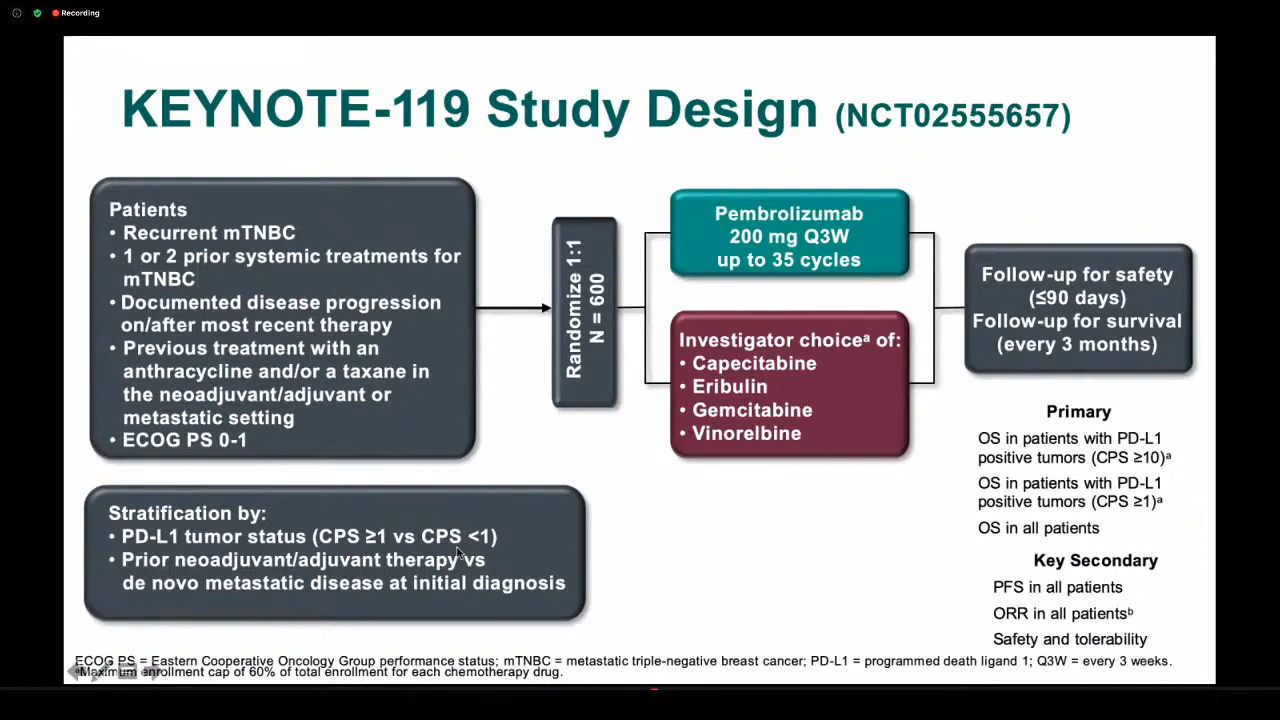 Recording
KEYNOTE-119 Study Design (NCT02555657)
Patients
• Recurrent mTNBC
• 1 or 2 prior systemic treatments for
mTNBC
• Documented disease progression
on/after most recent therapy
• Previous treatment with an
anthracycline and/or a taxane in
the neoadjuvant/adjuvant or
metastatic setting
• ECOG PS 0-1
Stratification by:
• PD-L1 tumor status (CPS ≥1 vs CPS <1)
• Prior neoadjuvant/adjuvant therapy vs
de novo metastatic disease at initial diagnosis
Randomize 1:1
N = 600
Pembrolizumab
200 mg Q3W
up to 35 cycles
Investigator choiceᵃ of:
• Capecitabine
• Eribulin
• Gemcitabine
• Vinorelbine
Follow-up for safety
(≤90 days)
Follow-up for survival
(every 3 months)
Primary
OS in patients with PD-L1
positive tumors (CPS ≥10)ᵃ
OS in patients with PD-L1
positive tumors (CPS ≥1)ᵃ
OS in all patients
Key Secondary
PFS in all patients
ORR in all patientsᵇ
Safety and tolerability
ECOG PS = Eastern Cooperative Oncology Group performance status; mTNBC = metastatic triple-negative breast cancer; PD-L1 = programmed death ligand 1; Q3W = every 3 weeks.
ᵃMaximum enrollment cap of 60% of total enrollment for each chemotherapy drug.